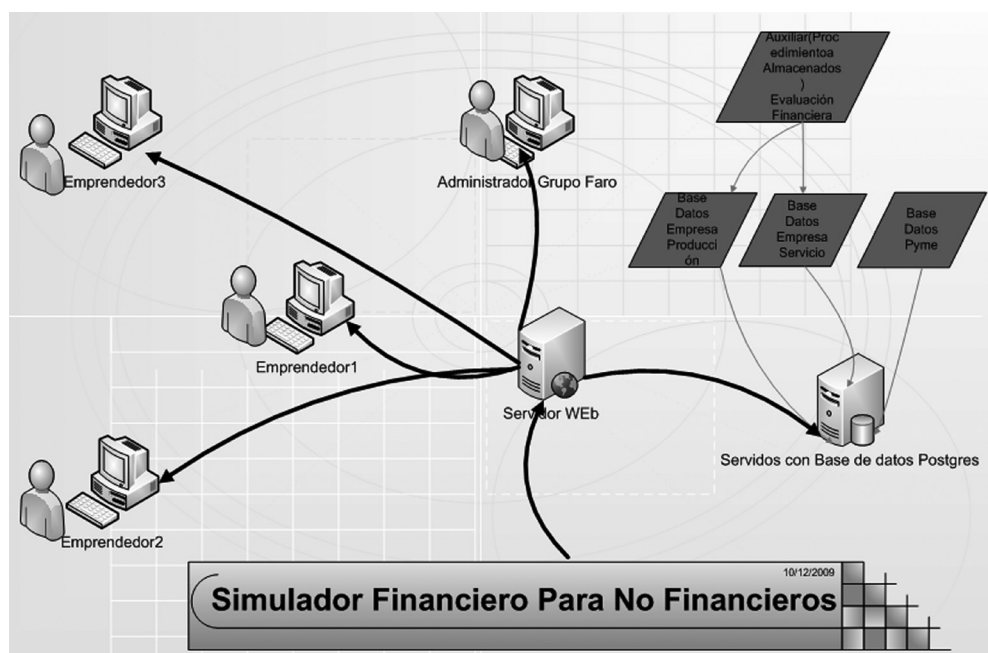 Auxiliar(Proc
edimientoa
Almacenados
)
Evaluación
Financiera
Emprendedor3
Administrador Grupo Faro
Base
Datos
Empresa
Producci
ón
Base
Datos
Empresa
Servicio
Base
Datos
Pyme
Emprendedor1
Servidor WEb
Servidos con Base de datos Postgres
Emprendedor2
10/12/2009
Simulador Financiero Para No Financieros